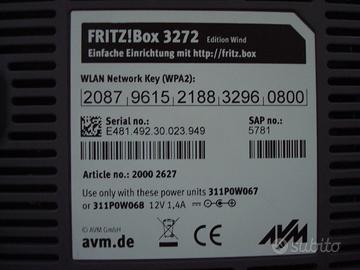 FRITZ!Box 3272 Edition Wind
Einfache Einrichtung mit http://fritz.box
WLAN Network Key (WPA2):
2087 9615 2188 3296 0800
Serial no.: SAP no.:
E481.492.30.023.949 5781
Article no.: 2000 2627
Use only with these power units 311P0W067
or 311P0W068 12V 1,4A
© AVM GmbH
avm.de CE AVM
subito